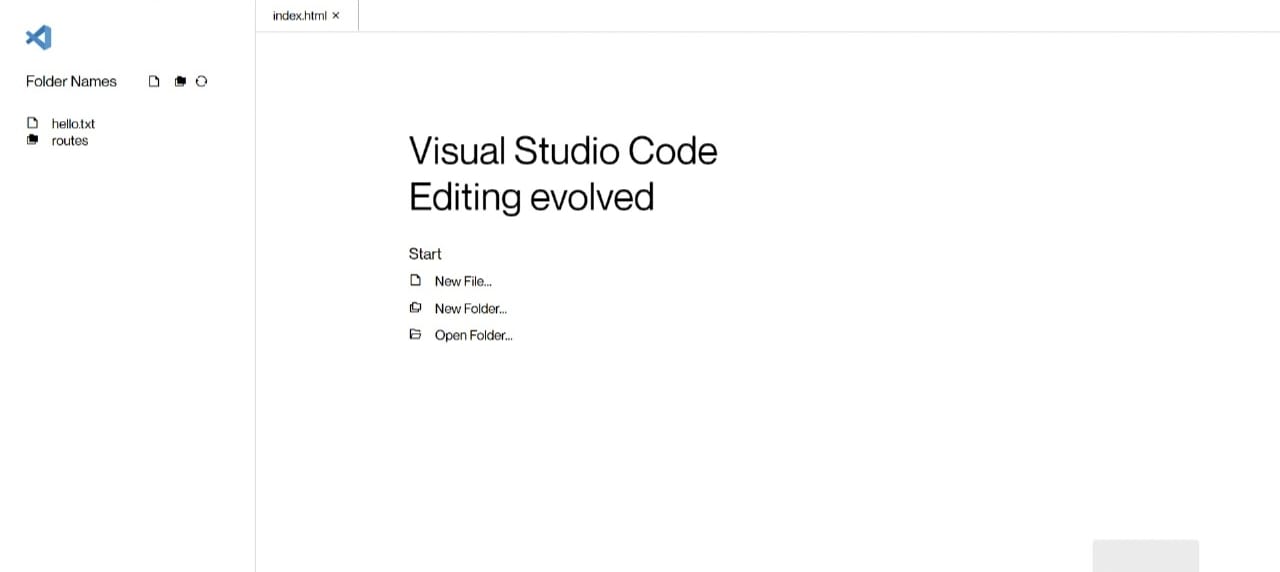 index.html ×
Folder Names
hello.txt
routes
Visual Studio Code
Editing evolved
Start
New File...
New Folder...
Open Folder...